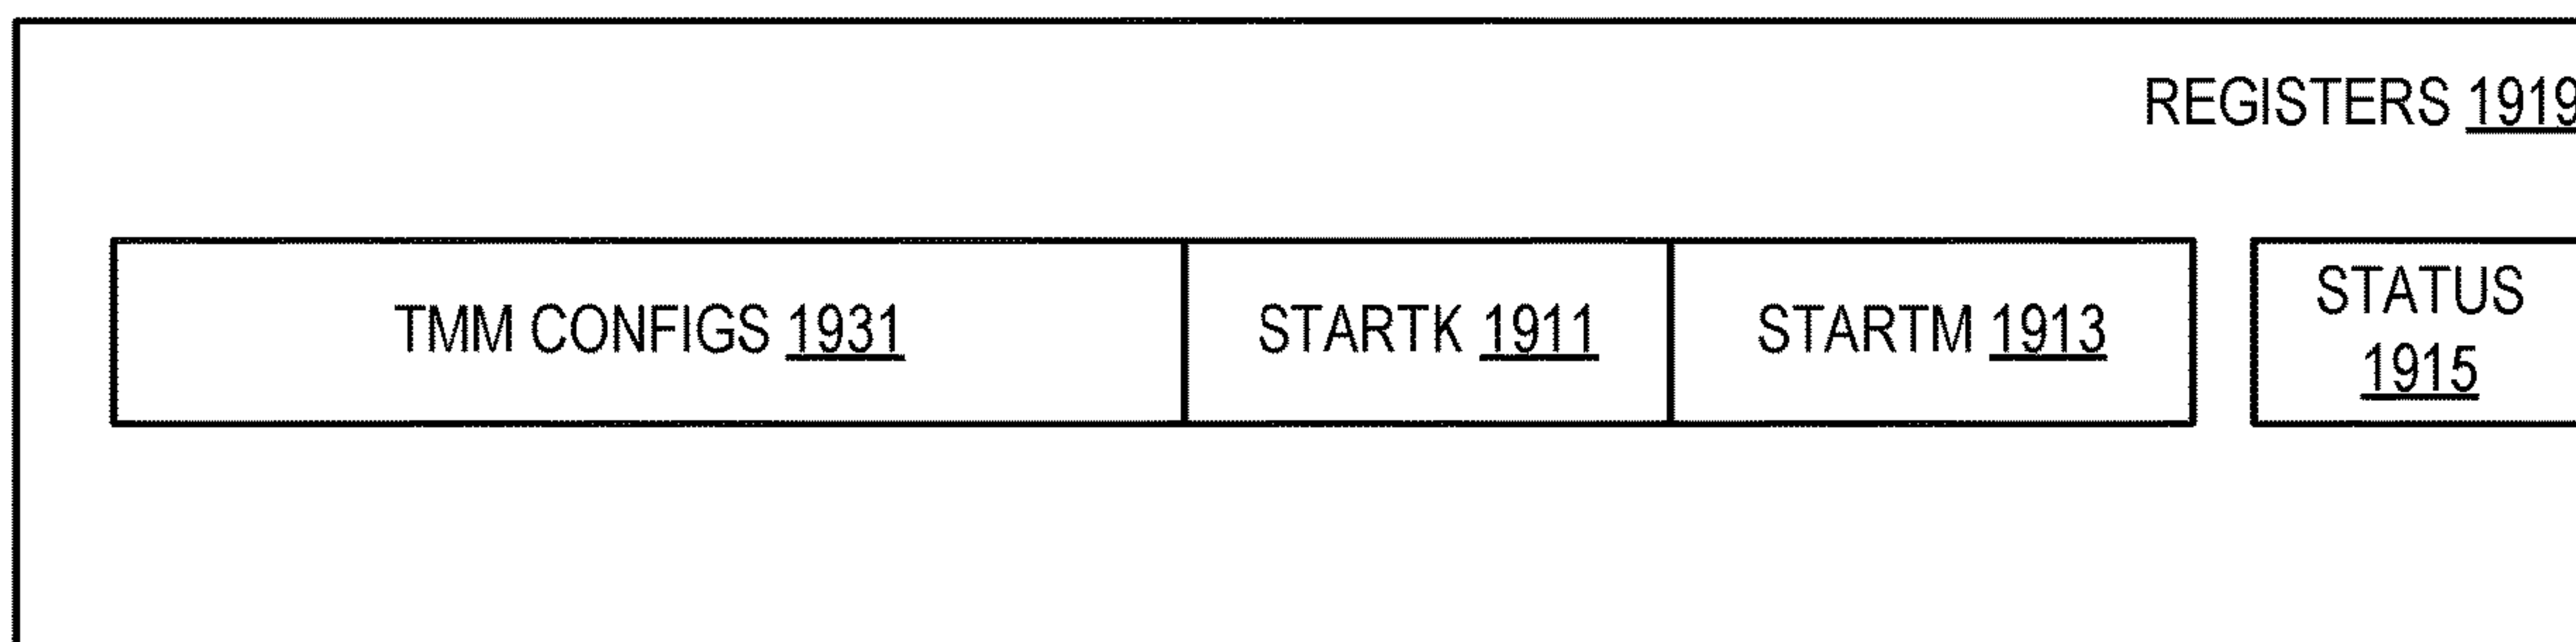 REGISTERS 1919
TMM CONFIGS 1931
STARTK 1911
STARTM 1913
STATUS
1915